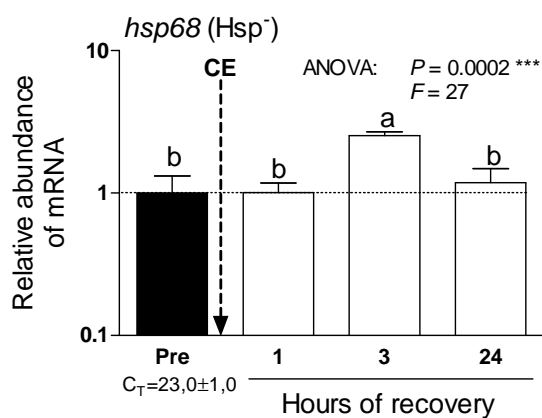 hsp68 (Hsp⁻)
10
CE
ANOVA: P = 0.0002 ***
F = 27
a
b
b
b
1
0.1
Relative abundance
of mRNA
Pre
1
3
24
C_T=23,0±1,0
Hours of recovery